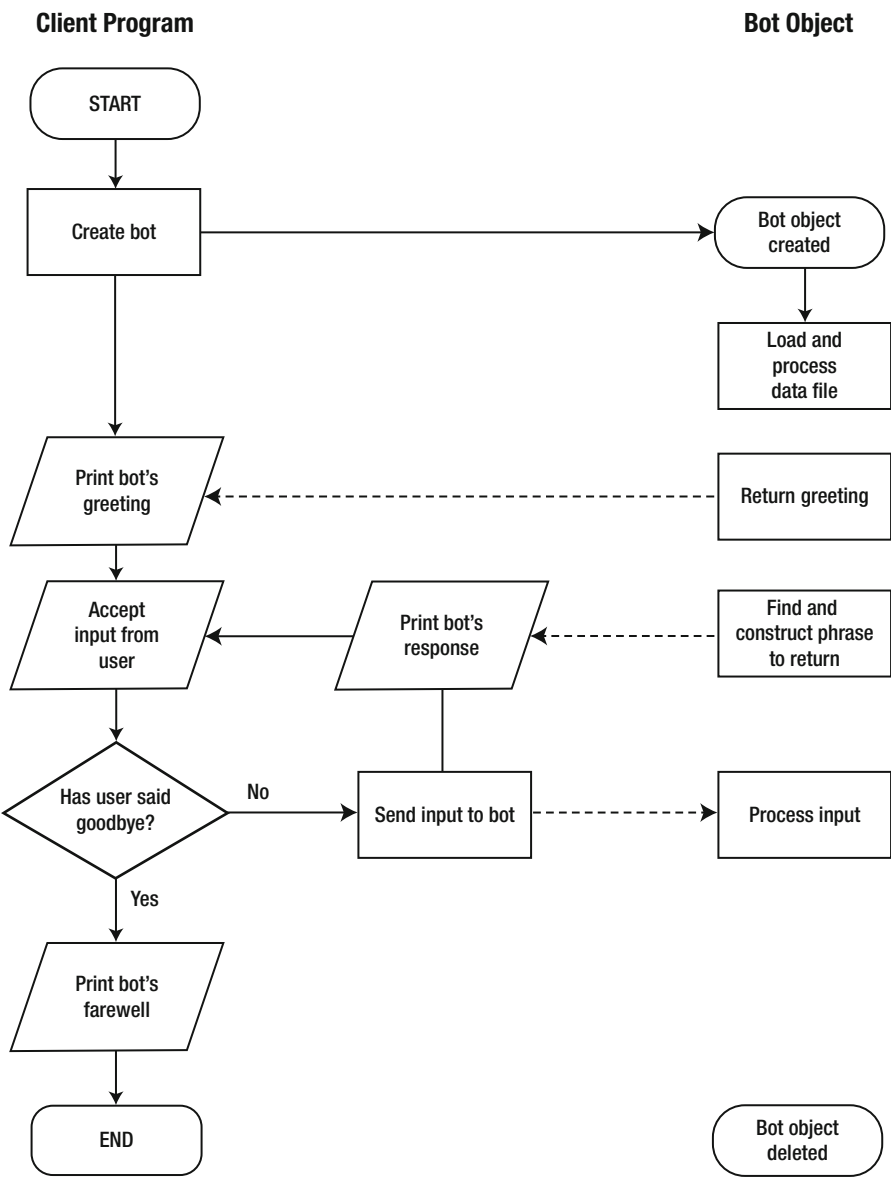 Client Program
Bot Object
START
Create bot
Bot object
created
Load and
process
data file
Print bot’s
greeting
Return greeting
Accept
input from
user
Print bot’s
response
Find and
construct phrase
to return
Has user said
goodbye?
No
Send input to bot
Process input
Yes
Print bot’s
farewell
END
Bot object
deleted